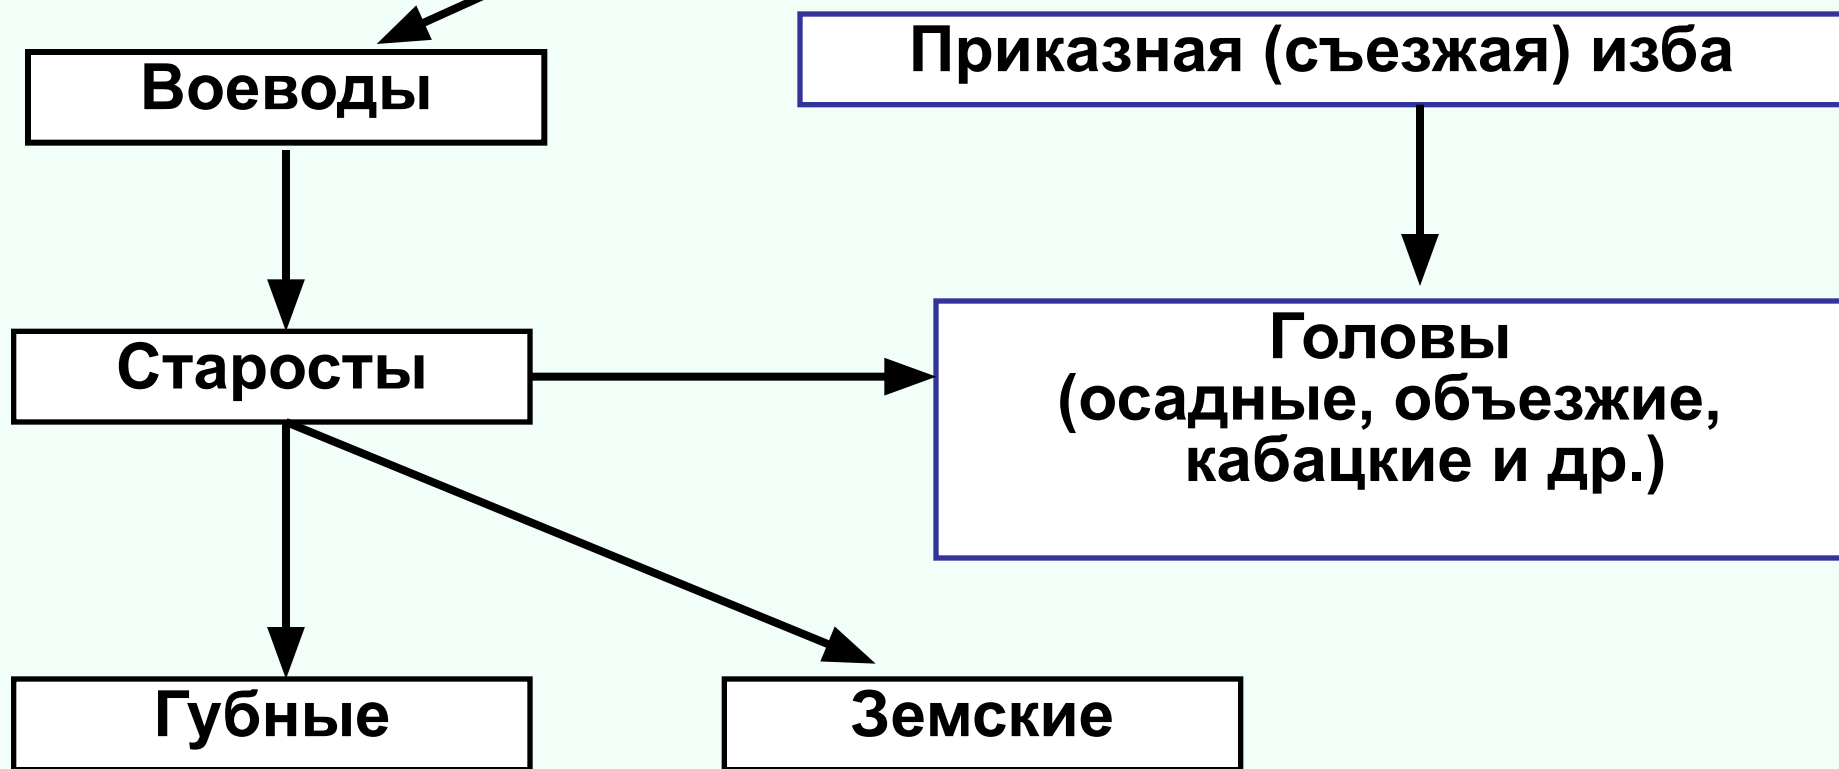 Воеводы
Приказная (съезжая) изба
Старосты
Головы
(осадные, объезжие,
кабацкие и др.)
Губные
Земские